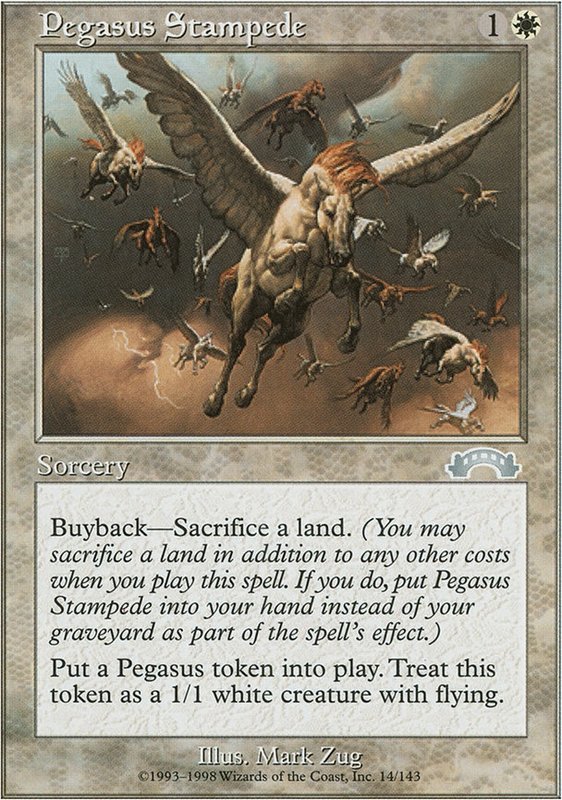 Pegasus Stampede 1
Sorcery
Buyback—Sacrifice a land. (You may
sacrifice a land in addition to any other costs
when you play this spell. If you do, put Pegasus
Stampede into your hand instead of your
graveyard as part of the spell's effect.)
Put a Pegasus token into play. Treat this
token as a 1/1 white creature with flying.
Illus. Mark Zug
©1993–1998 Wizards of the Coast, Inc. 14/143